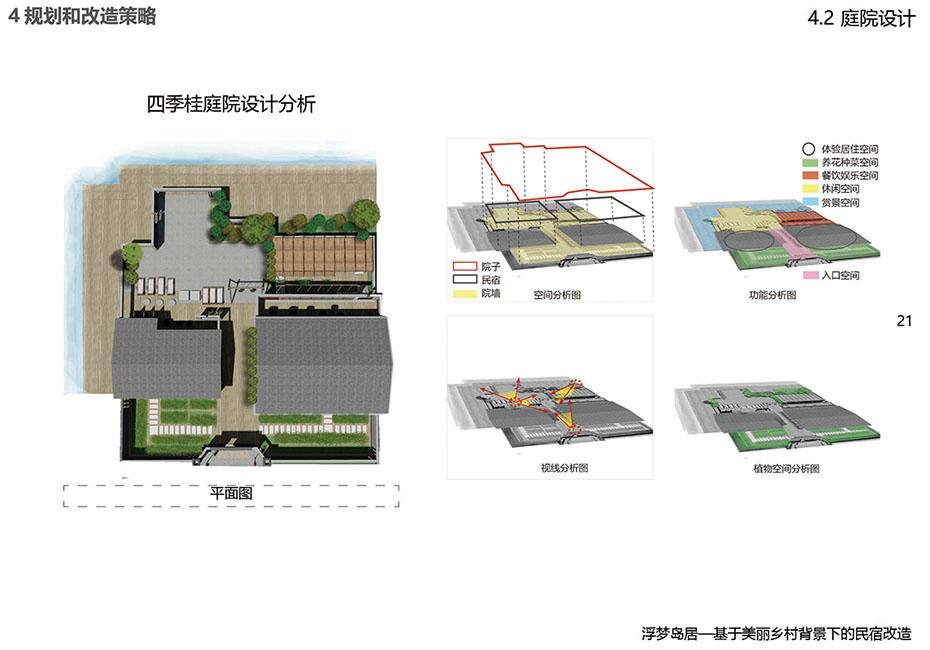 4 规划和改造策略
4.2 庭院设计
四季桂庭院设计分析
平面图
院子
民宿
院墙
空间分析图
体验居住空间
养花种菜空间
餐饮娱乐空间
休闲空间
赏景空间
入口空间
功能分析图
21
视线分析图
植物空间分析图
浮梦岛居—基于美丽乡村背景下的民宿改造